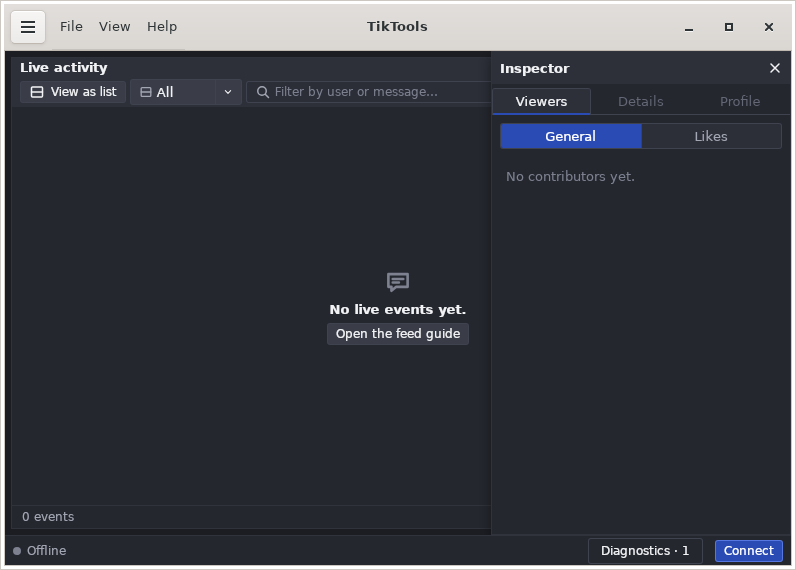 File View Help TikTools
Live activity
View as list All Filter by user or message...
No live events yet.
Open the feed guide
0 events
Inspector
Viewers Details Profile
General Likes
No contributors yet.
Offline Diagnostics · 1 Connect